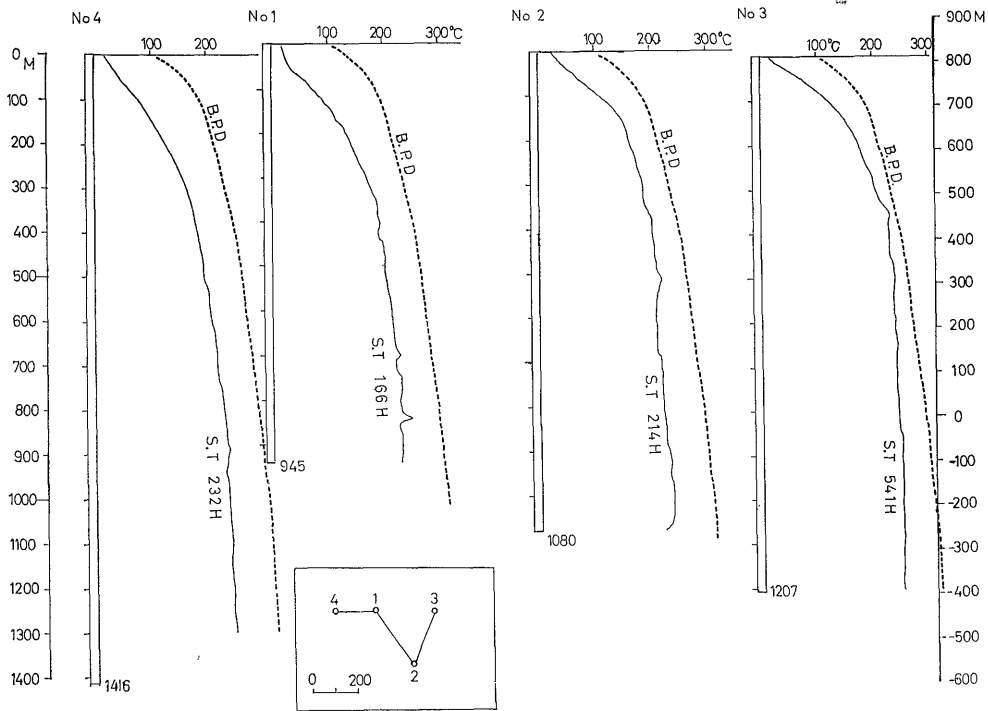 No 4
100 200
0
M
100
200
300
400
500
600
700
800
900
1000
1100
1200
1300
1400
B.P.D
S.T 232H
1416
No 1
100 200 300°C
B.P.D
S.T 166H
945
No 2
100 200 300°C
B.P.D
S.T 214H
1080
No 3
100°C 200 300
B.P.D.
S.T 541H
1207
900 M
800
700
600
500
400
300
200
100
0
-100
-200
-300
-400
-500
-600
4 1 3
2
0 200